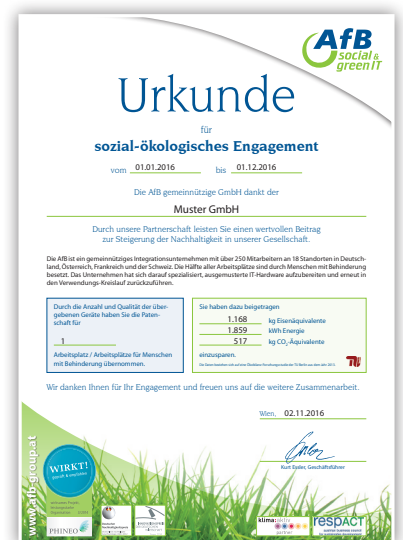 AfB
social &
green IT
Urkunde
für
sozial-ökologisches Engagement
vom 01.01.2016 bis 01.12.2016
Die AfB gemeinnützige GmbH dankt der
Muster GmbH
Durch unsere Partnerschaft leisten Sie einen wertvollen Beitrag
zur Steigerung der Nachhaltigkeit in unserer Gesellschaft.
Die AfB ist ein gemeinnütziges Integrationsunternehmen mit über 250 Mitarbeitern an 18 Standorten in Deutsch-
land, Österreich, Frankreich und der Schweiz. Die Hälfte aller Arbeitsplätze sind durch Menschen mit Behinderung
besetzt. Das Unternehmen hat sich darauf spezialisiert, ausgemusterte IT-Hardware aufzubereiten und erneut in
den Verwendungs-Kreislauf zurückzuführen.
Durch die Anzahl und Qualität der über-
gebenen Geräte haben Sie die Paten-
schaft für
1
Arbeitsplatz / Arbeitsplätze für Menschen
mit Behinderung übernommen.
Sie haben dazu beigetragen
1.168 kg Eisenäquivalente
1.859 kWh Energie
517 kg CO₂-Äquivalente
einzusparen.
Wir danken Ihnen für Ihr Engagement und freuen uns auf die weitere Zusammenarbeit.
Wien, 02.11.2016
Kurt Essler, Geschäftsführer
www.afb-group.at
WIRKT!
PHINEO
klima:aktiv
partner
respACT